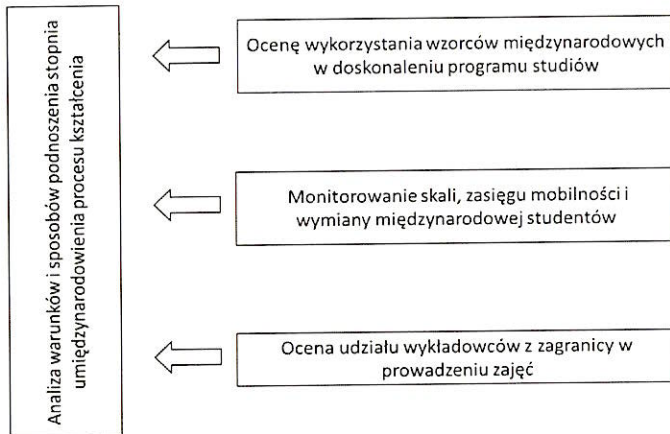 Analiza warunków i sposobów podnoszenia stopnia
umiędzynarodowienia procesu kształcenia
Ocenę wykorzystania wzorców międzynarodowych
w doskonaleniu programu studiów
Monitorowanie skali, zasięgu mobilności i
wymiany międzynarodowej studentów
Ocena udziału wykładowców z zagranicy w
prowadzeniu zajęć